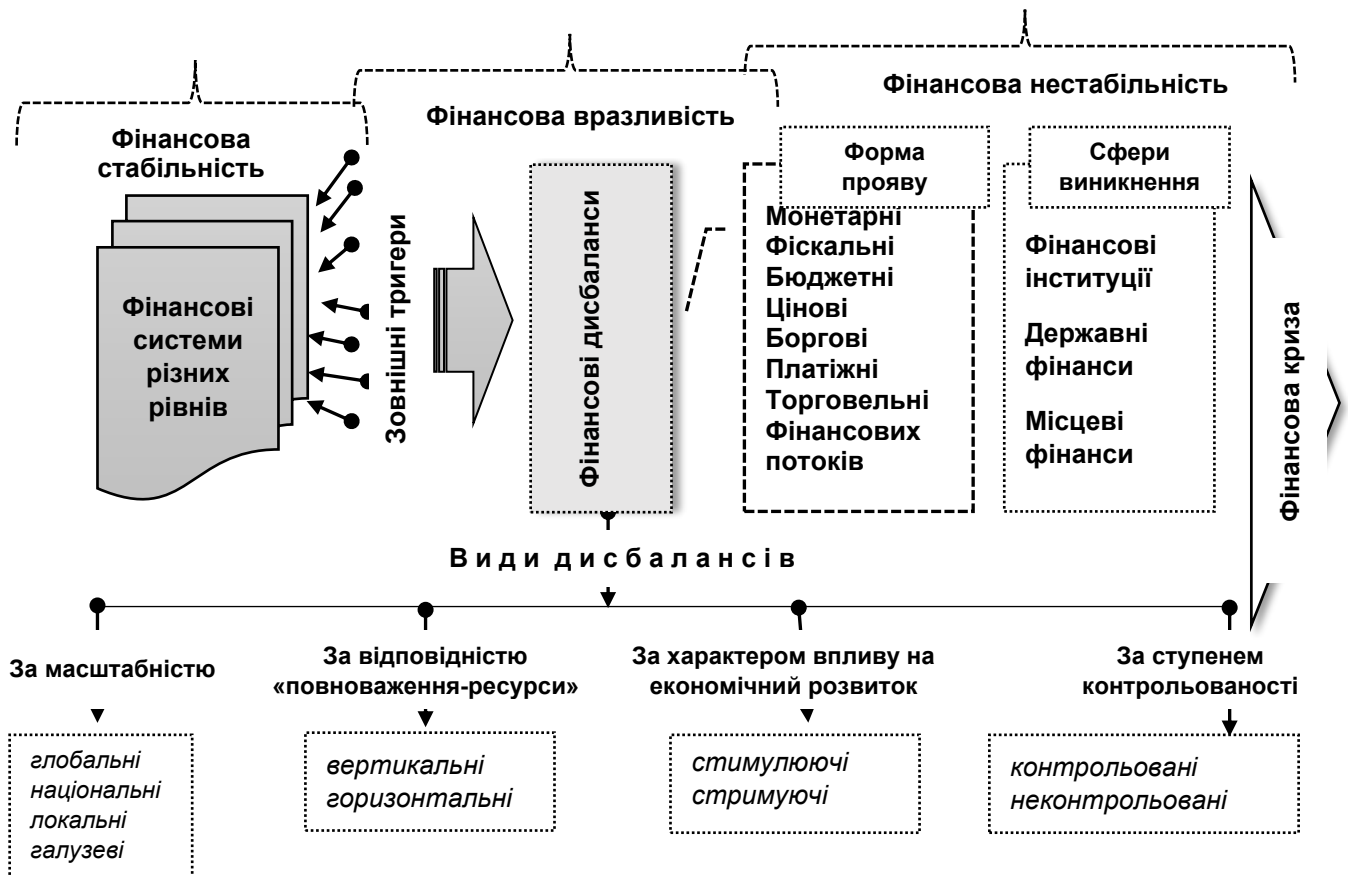 Фінансова нестабільність
Фінансова вразливість
Фінансова
стабільність
Форма
прояву
Сфери
виникнення
Фінансові
системи
різних
рівнів
Зовнішні тригери
Фінансові дисбаланси
Монетарні
Фіскальні
Бюджетні
Цінові
Боргові
Платіжні
Торговельні
Фінансових
потоків
Фінансові
інституції
Державні
фінанси
Місцеві
фінанси
Фінансова криза
Види дисбалансів
За масштабністю
За відповідністю
«повноваження-ресурси»
За характером впливу на
економічний розвиток
За ступенем
контрольованості
глобальні
національні
локальні
галузеві
вертикальні
горизонтальні
стимулюючі
стримуючі
контрольовані
неконтрольовані